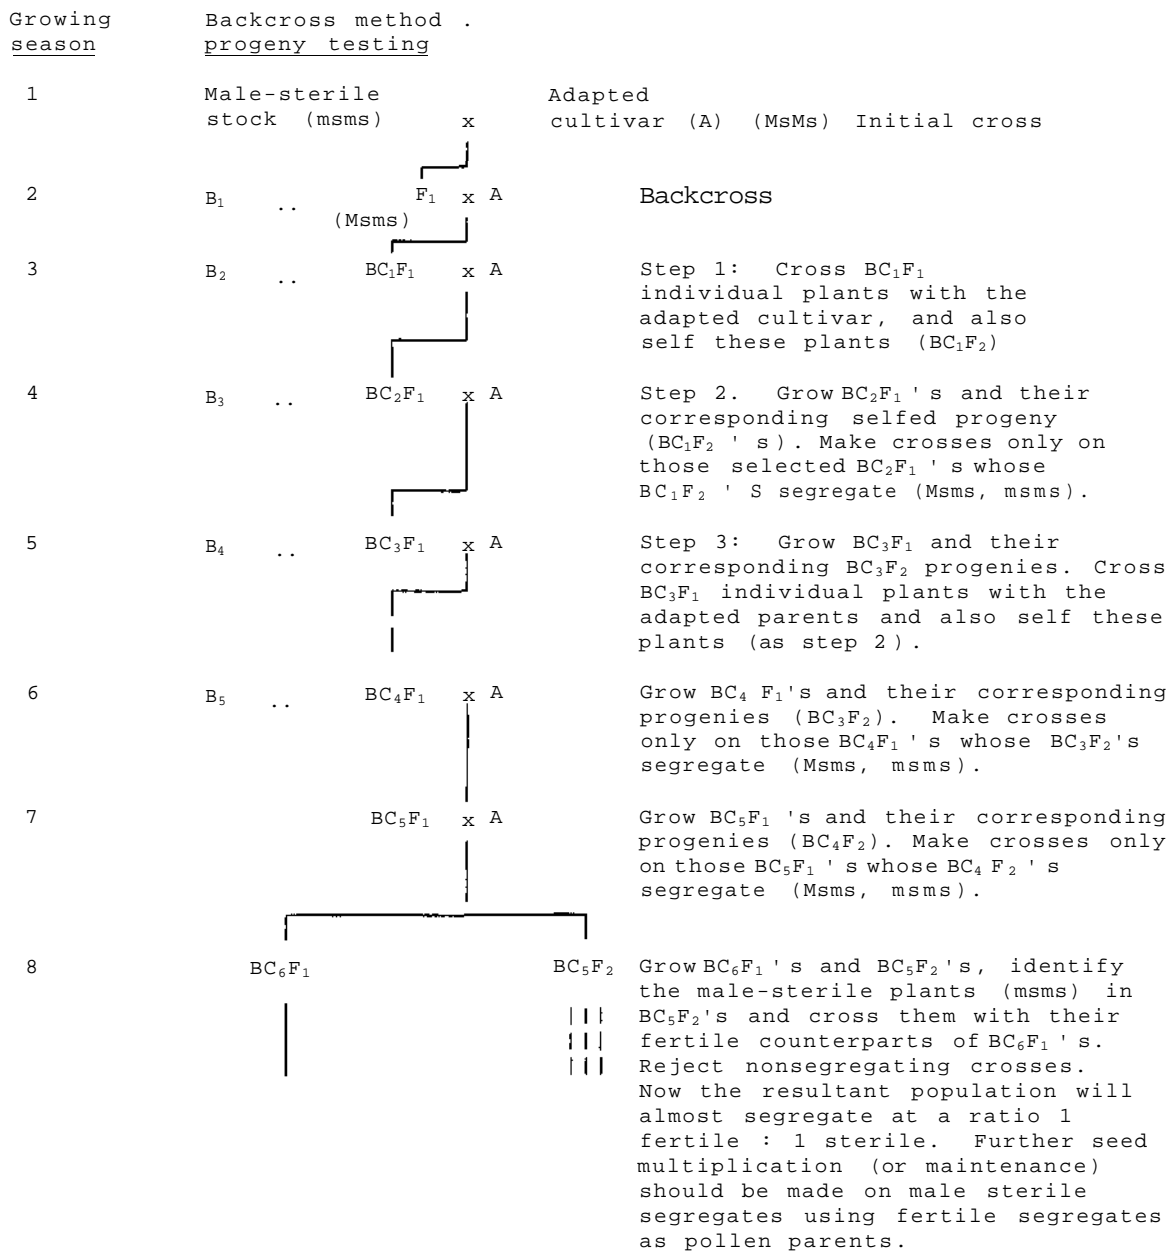 Growing Backcross method .
season progeny testing
1 Male-sterile Adapted
stock (msms) x cultivar (A) (MsMs) Initial cross
2 B₁ .. F₁ x A Backcross
(Msms)
3 B₂ .. BC₁F₁ x A Step 1: Cross BC₁F₁
individual plants with the
adapted cultivar, and also
self these plants (BC₁F₂)
4 B₃ .. BC₂F₁ x A Step 2. Grow BC₂F₁ ' s and their
corresponding selfed progeny
(BC₁F₂ ' s). Make crosses only on
those selected BC₂F₁ ' s whose
BC₁F₂ ' S segregate (Msms, msms).
5 B₄ .. BC₃F₁ x A Step 3: Grow BC₃F₁ and their
corresponding BC₃F₂ progenies. Cross
BC₃F₁ individual plants with the
adapted parents and also self these
plants (as step 2).
6 B₅ .. BC₄F₁ x A Grow BC₄ F₁'s and their corresponding
progenies (BC₃F₂). Make crosses
only on those BC₄F₁ ' s whose BC₃F₂'s
segregate (Msms, msms).
7 BC₅F₁ x A Grow BC₅F₁ 's and their corresponding
progenies (BC₄F₂). Make crosses only
on those BC₅F₁ ' s whose BC₄ F₂ ' s
segregate (Msms, msms).
8 BC₆F₁ BC₅F₂ Grow BC₆F₁ ' s and BC₅F₂'s, identify
the male-sterile plants (msms) in
BC₅F₂'s and cross them with their
fertile counterparts of BC₆F₁ ' s.
Reject nonsegregating crosses.
Now the resultant population will
almost segregate at a ratio 1
fertile : 1 sterile. Further seed
multiplication (or maintenance)
should be made on male sterile
segregates using fertile segregates
as pollen parents.